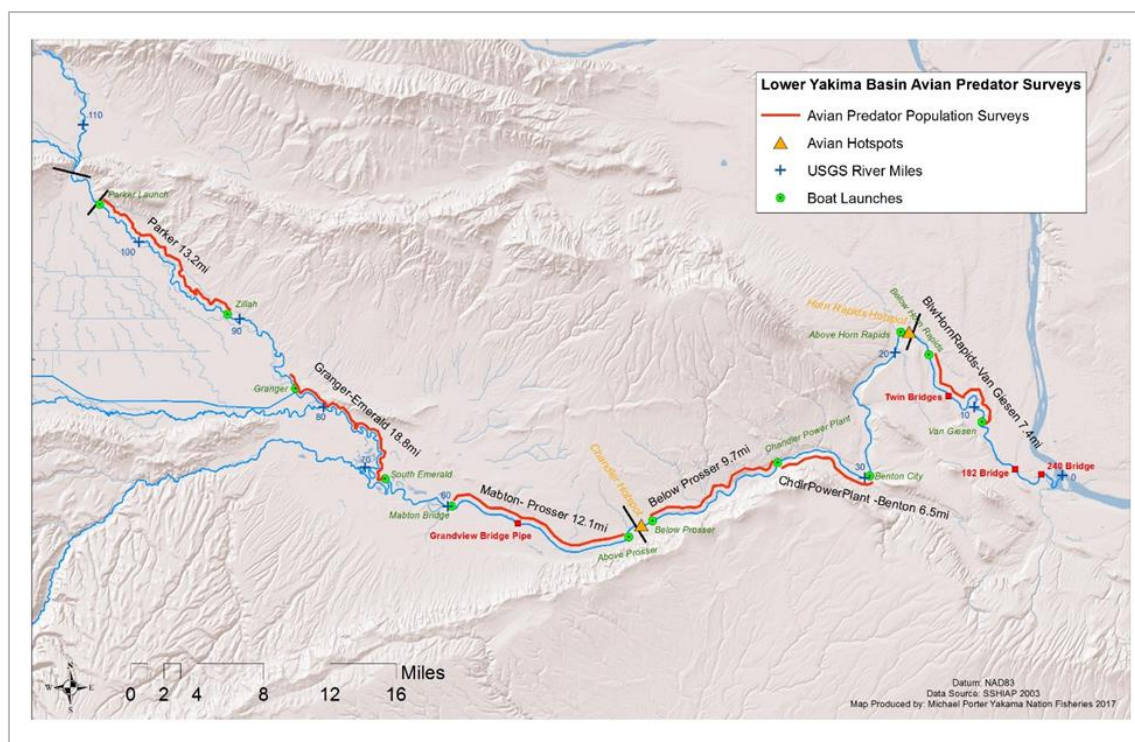 Lower Yakima Basin Avian Predator Surveys
Avian Predator Population Surveys
Avian Hotspots
USGS River Miles
Boat Launches
110
Parker Launch
Parker 13.2mi
100
Zillah
90
Granger
Granger-Emerald 18.8mi
80
70
South Emerald
60
Mabton Bridge
Mabton- Prosser 12.1mi
Grandview Bridge Pipe
Chandler Hotspot
Above Prosser
Below Prosser
Below Prosser 9.7mi
Chandler Power Plant
ChdlrPowerPlant -Benton 6.5mi
30
Benton City
20
Above Horn Rapids
Horn Rapids Hotspot
Below Horn Rapids
BlwHornRapids-Van Giesen 7.4mi
Twin Bridges
10
Van Giesen
182 Bridge
240 Bridge
0
N
W
E
S
Miles
0 2 4 8 12 16
Datum: NAD83
Data Source: SSHIAP 2003
Map Produced by: Michael Porter Yakama Nation Fisheries 2017